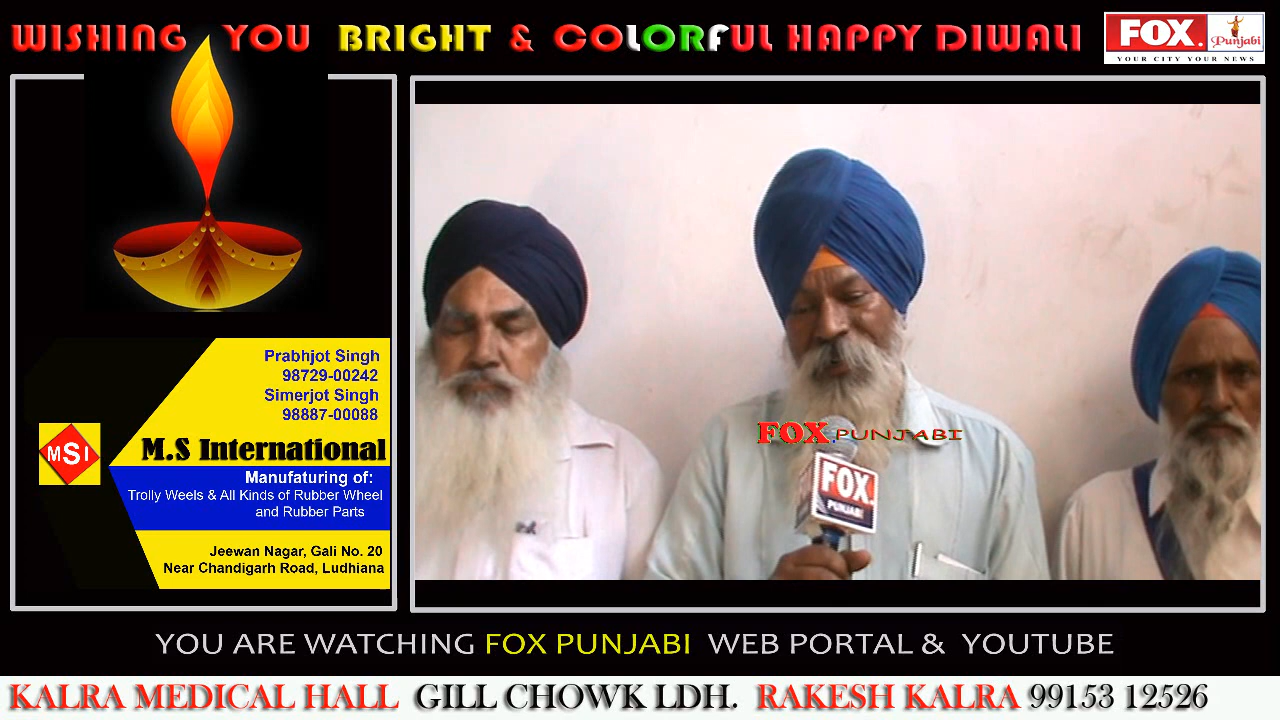 WISHING YOU BRIGHT & COLORFUL HAPPY DIWALI
FOX. Punjabi
YOUR CITY YOUR NEWS
Prabhjot Singh
98729-00242
Simerjot Singh
98887-00088
MSI
M.S International
Manufaturing of:
Trolly Weels & All Kinds of Rubber Wheel
and Rubber Parts
Jeewan Nagar, Gali No. 20
Near Chandigarh Road, Ludhiana
FOX PUNJABI
FOX.
PUNJABI
YOU ARE WATCHING FOX PUNJABI WEB PORTAL & YOUTUBE
KALRA MEDICAL HALL GILL CHOWK LDH. RAKESH KALRA 99153 12526